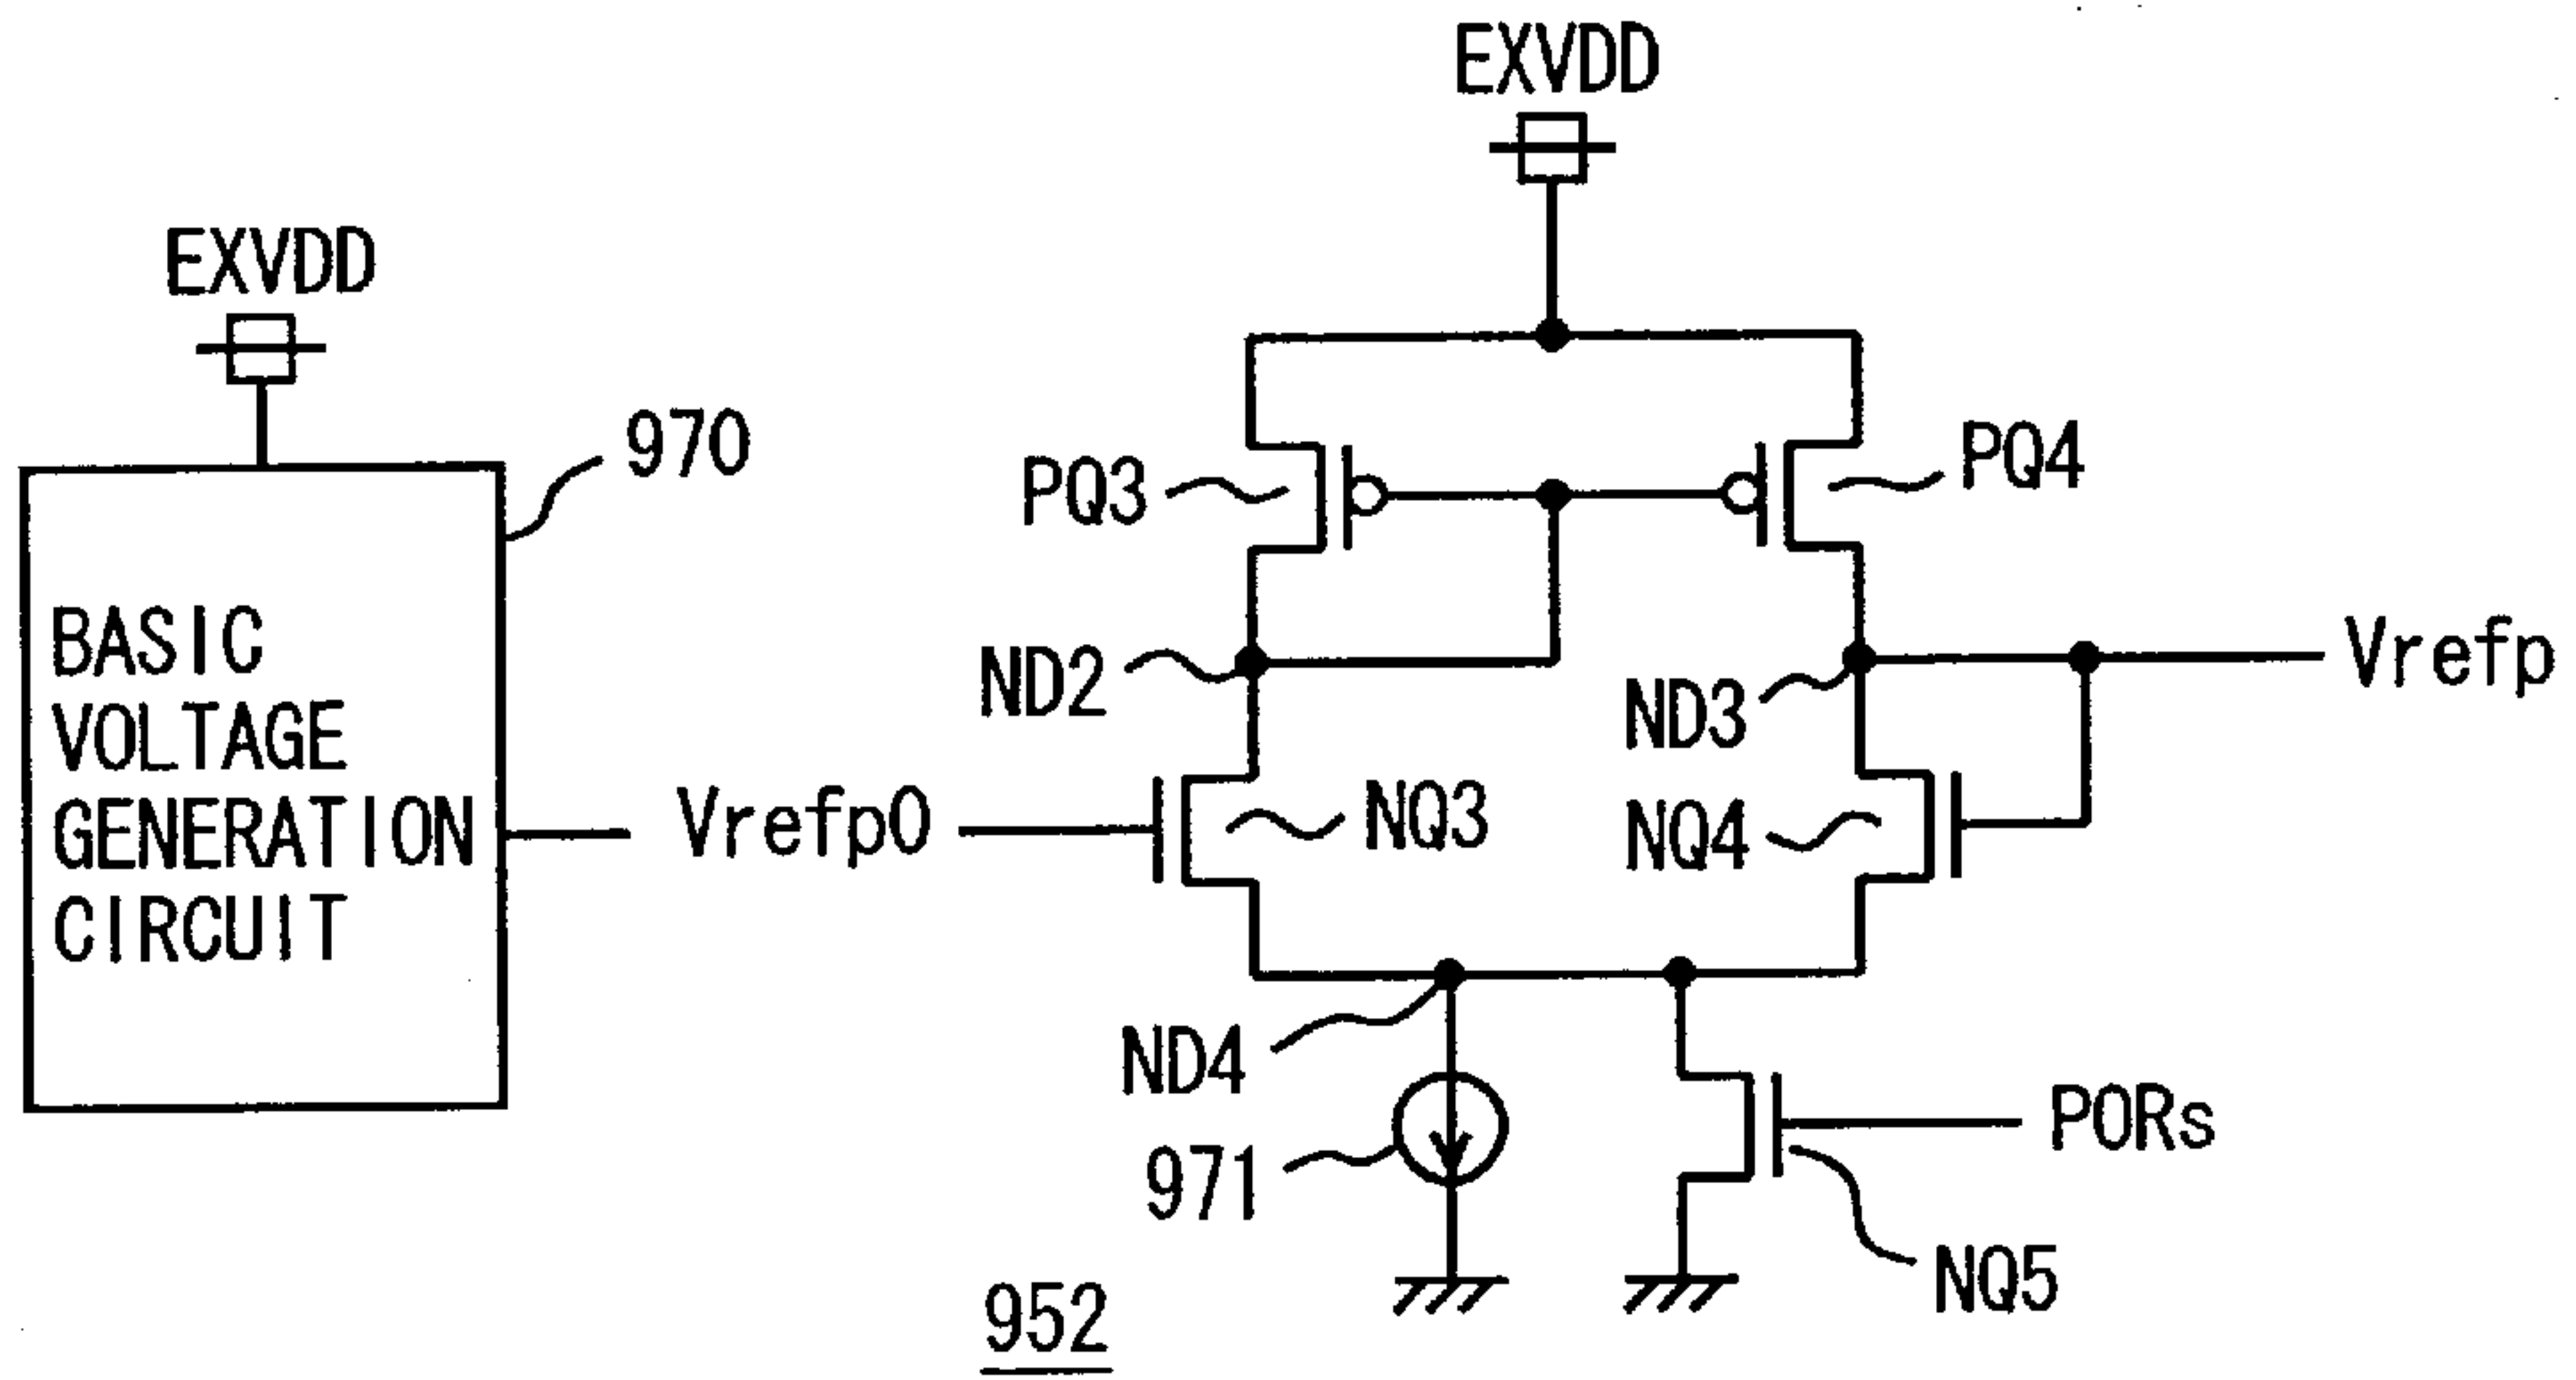 EXVDD
EXVDD
970
PQ3
PQ4
BASIC
VOLTAGE
GENERATION
CIRCUIT
ND2
ND3
Vrefp
Vrefp0
NQ3
NQ4
ND4
971
PORs
NQ5
952